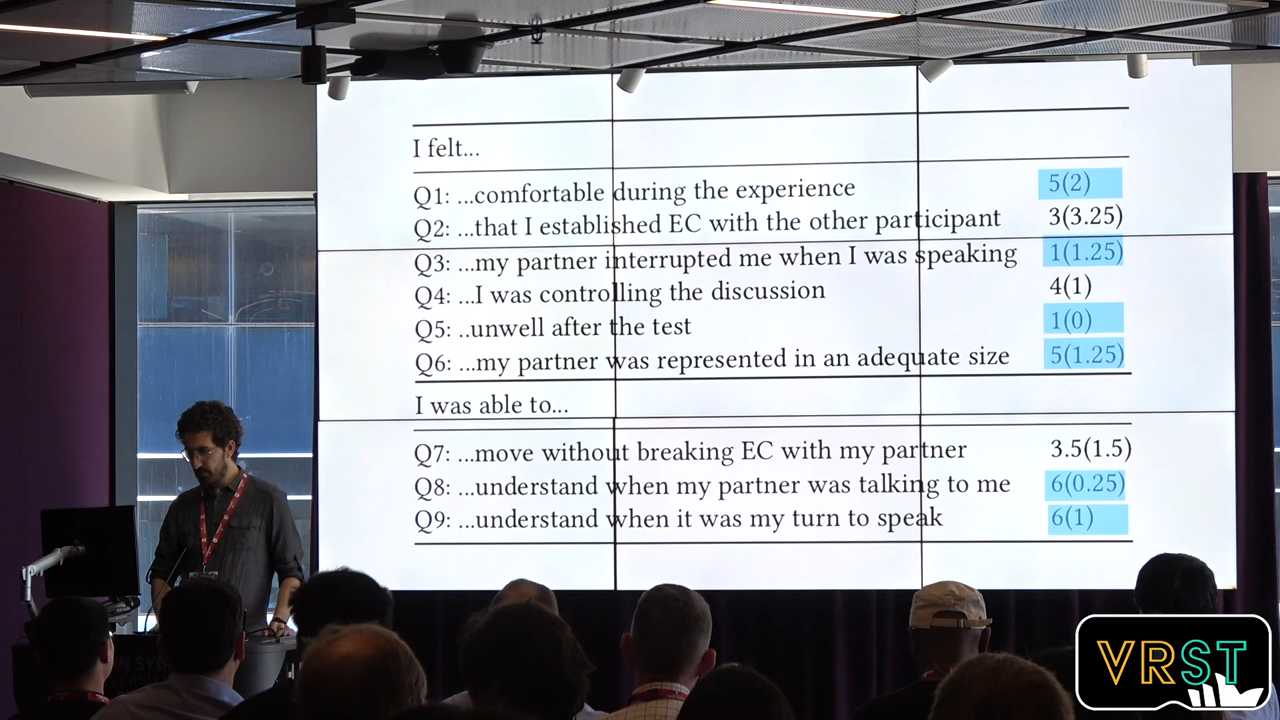 I felt...
Q1: ...comfortable during the experience 5(2)
Q2: ...that I established EC with the other participant 3(3.25)
Q3: ...my partner interrupted me when I was speaking 1(1.25)
Q4: ...I was controlling the discussion 4(1)
Q5: ..unwell after the test 1(0)
Q6: ...my partner was represented in an adequate size 5(1.25)
I was able to...
Q7: ...move without breaking EC with my partner 3.5(1.5)
Q8: ...understand when my partner was talking to me 6(0.25)
Q9: ...understand when it was my turn to speak 6(1)
VRST